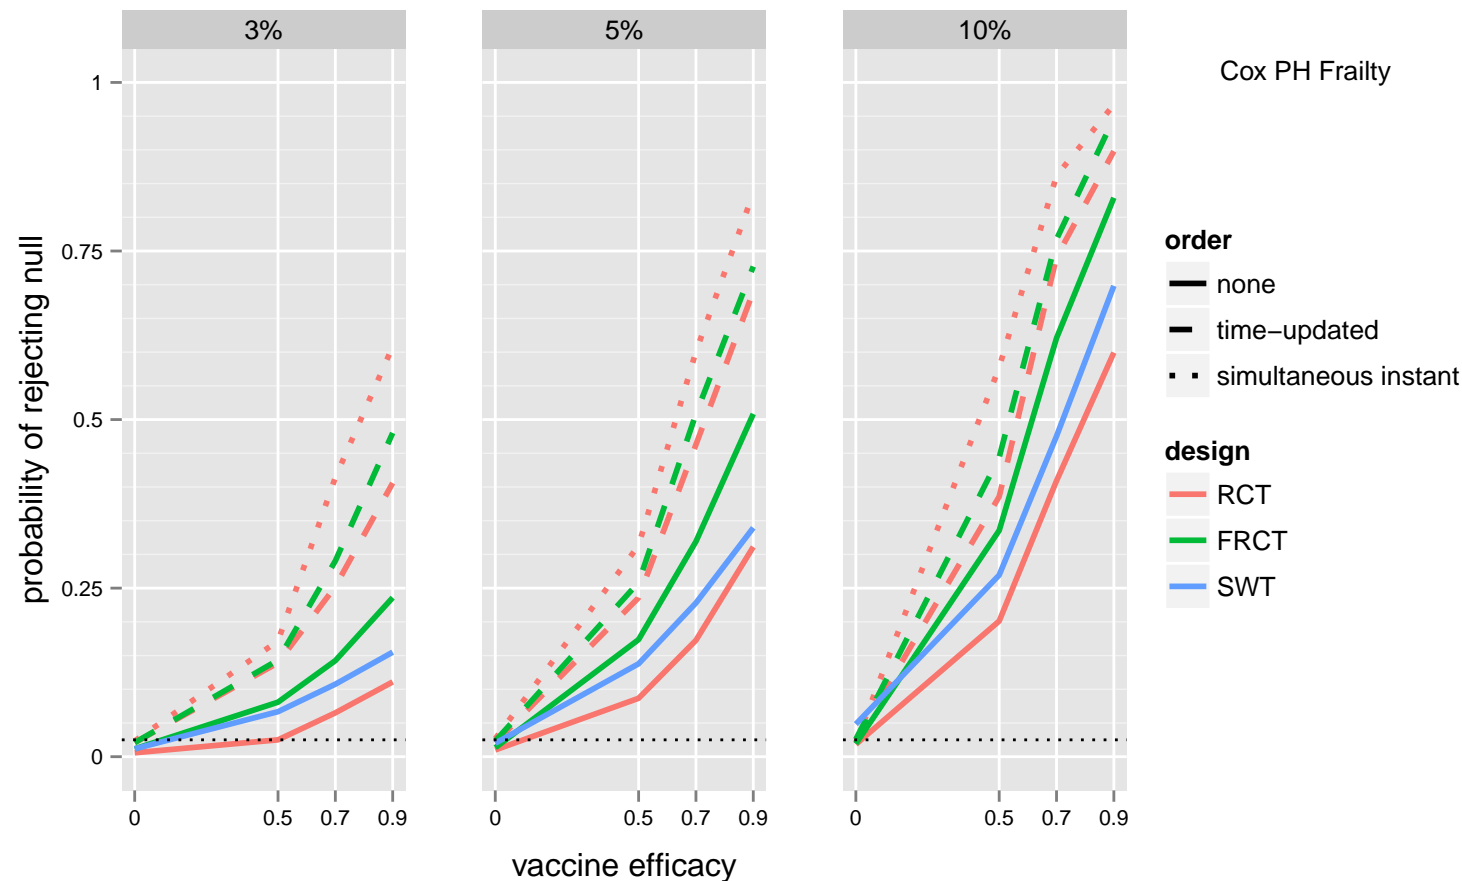 3% 5% 10%
Cox PH Frailty
probability of rejecting null
1
0.75
0.5
0.25
0
0 0.5 0.7 0.9 0 0.5 0.7 0.9 0 0.5 0.7 0.9
vaccine efficacy
order
none
time−updated
simultaneous instant
design
RCT
FRCT
SWT